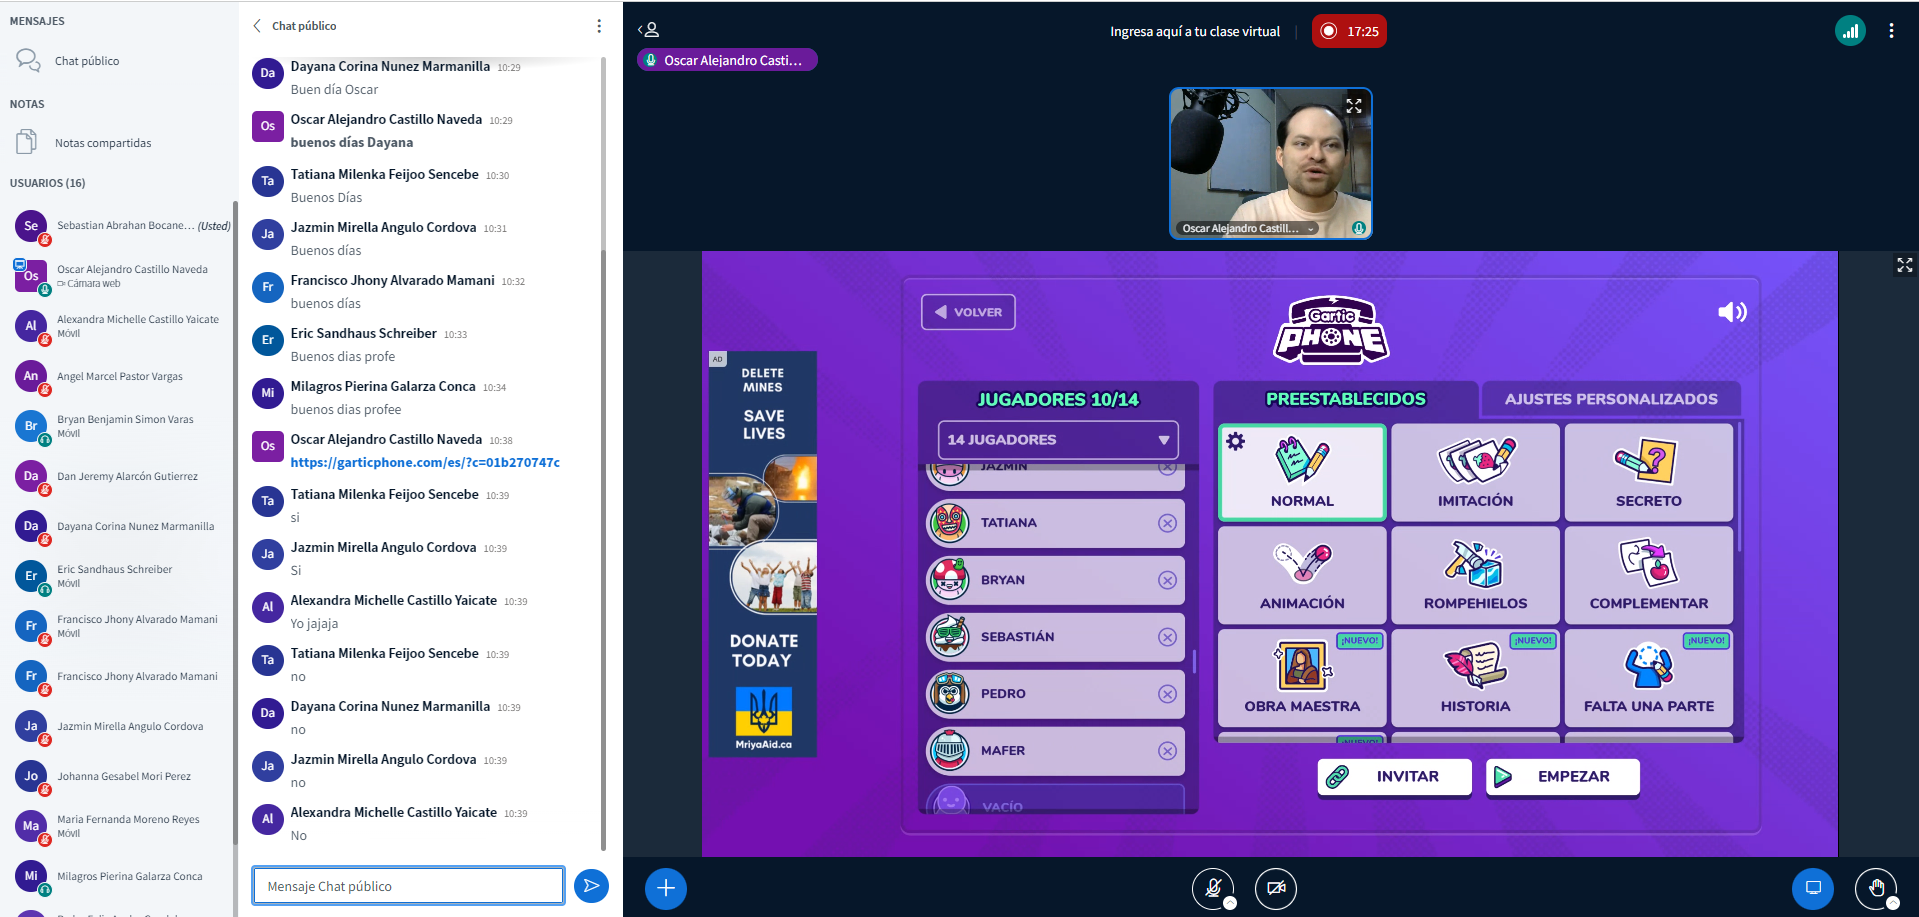 MENSAJES
Chat público
NOTAS
Notas compartidas
USUARIOS (16)
Se
Sebastian Abrahan Bocane... (Usted)
Os
Oscar Alejandro Castillo Naveda
Cámara web
Al
Alexandra Michelle Castillo Yaicate
Móvil
An
Angel Marcel Pastor Vargas
Br
Bryan Benjamin Simon Varas
Móvil
Da
Dan Jeremy Alarcón Gutierrez
Da
Dayana Corina Nunez Marmanilla
Er
Eric Sandhaus Schreiber
Móvil
Fr
Francisco Jhony Alvarado Mamani
Móvil
Fr
Francisco Jhony Alvarado Mamani
Ja
Jazmin Mirella Angulo Cordova
Jo
Johanna Gesabel Mori Perez
Ma
Maria Fernanda Moreno Reyes
Móvil
Mi
Milagros Pierina Galarza Conca
Chat público
Da
Dayana Corina Nunez Marmanilla 10:29
Buen día Oscar
Os
Oscar Alejandro Castillo Naveda 10:29
buenos días Dayana
Ta
Tatiana Milenka Feijoo Sencebe 10:30
Buenos Días
Ja
Jazmin Mirella Angulo Cordova 10:31
Buenos días
Fr
Francisco Jhony Alvarado Mamani 10:32
buenos días
Er
Eric Sandhaus Schreiber 10:33
Buenos dias profe
Mi
Milagros Pierina Galarza Conca 10:34
buenos dias profee
Os
Oscar Alejandro Castillo Naveda 10:38
https://garticphone.com/es/?c=01b270747c
Ta
Tatiana Milenka Feijoo Sencebe 10:39
si
Ja
Jazmin Mirella Angulo Cordova 10:39
Si
Al
Alexandra Michelle Castillo Yaicate 10:39
Yo jajaja
Ta
Tatiana Milenka Feijoo Sencebe 10:39
no
Da
Dayana Corina Nunez Marmanilla 10:39
no
Ja
Jazmin Mirella Angulo Cordova 10:39
no
Al
Alexandra Michelle Castillo Yaicate 10:39
No
Mensaje Chat público
Ingresa aquí a tu clase virtual
17:25
Oscar Alejandro Casti...
Oscar Alejandro Castill...
VOLVER
Gartic
PHONE
AD
DELETE
MINES
SAVE
LIVES
DONATE
TODAY
MriyaAid.ca
JUGADORES 10/14
14 JUGADORES
JAZMIN
TATIANA
BRYAN
SEBASTIÁN
PEDRO
MAFER
VACÍO
PREESTABLECIDOS
AJUSTES PERSONALIZADOS
NORMAL
IMITACIÓN
SECRETO
ANIMACIÓN
ROMPEHIELOS
COMPLEMENTAR
¡NUEVO!
¡NUEVO!
¡NUEVO!
OBRA MAESTRA
HISTORIA
FALTA UNA PARTE
¡NUEVO!
INVITAR
EMPEZAR